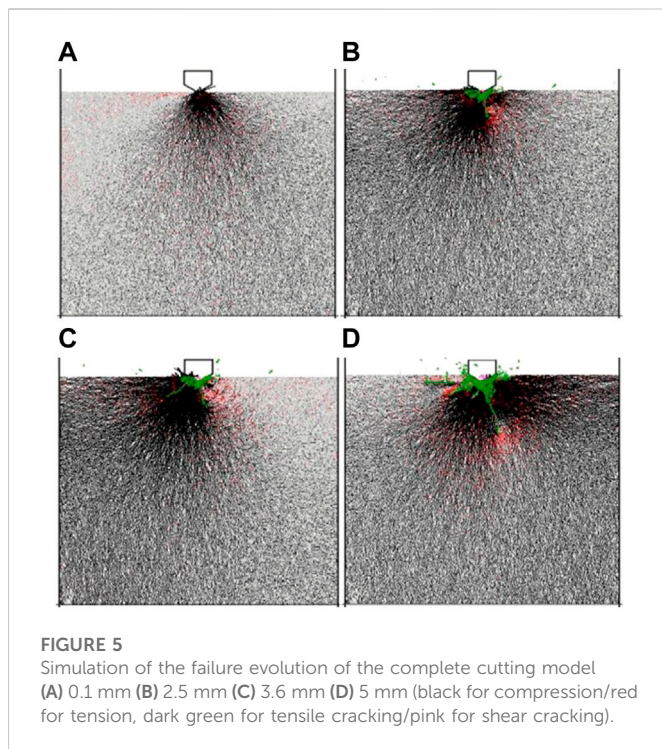 A
B
C
D
FIGURE 5
Simulation of the failure evolution of the complete cutting model
(A) 0.1 mm (B) 2.5 mm (C) 3.6 mm (D) 5 mm (black for compression/red
for tension, dark green for tensile cracking/pink for shear cracking).